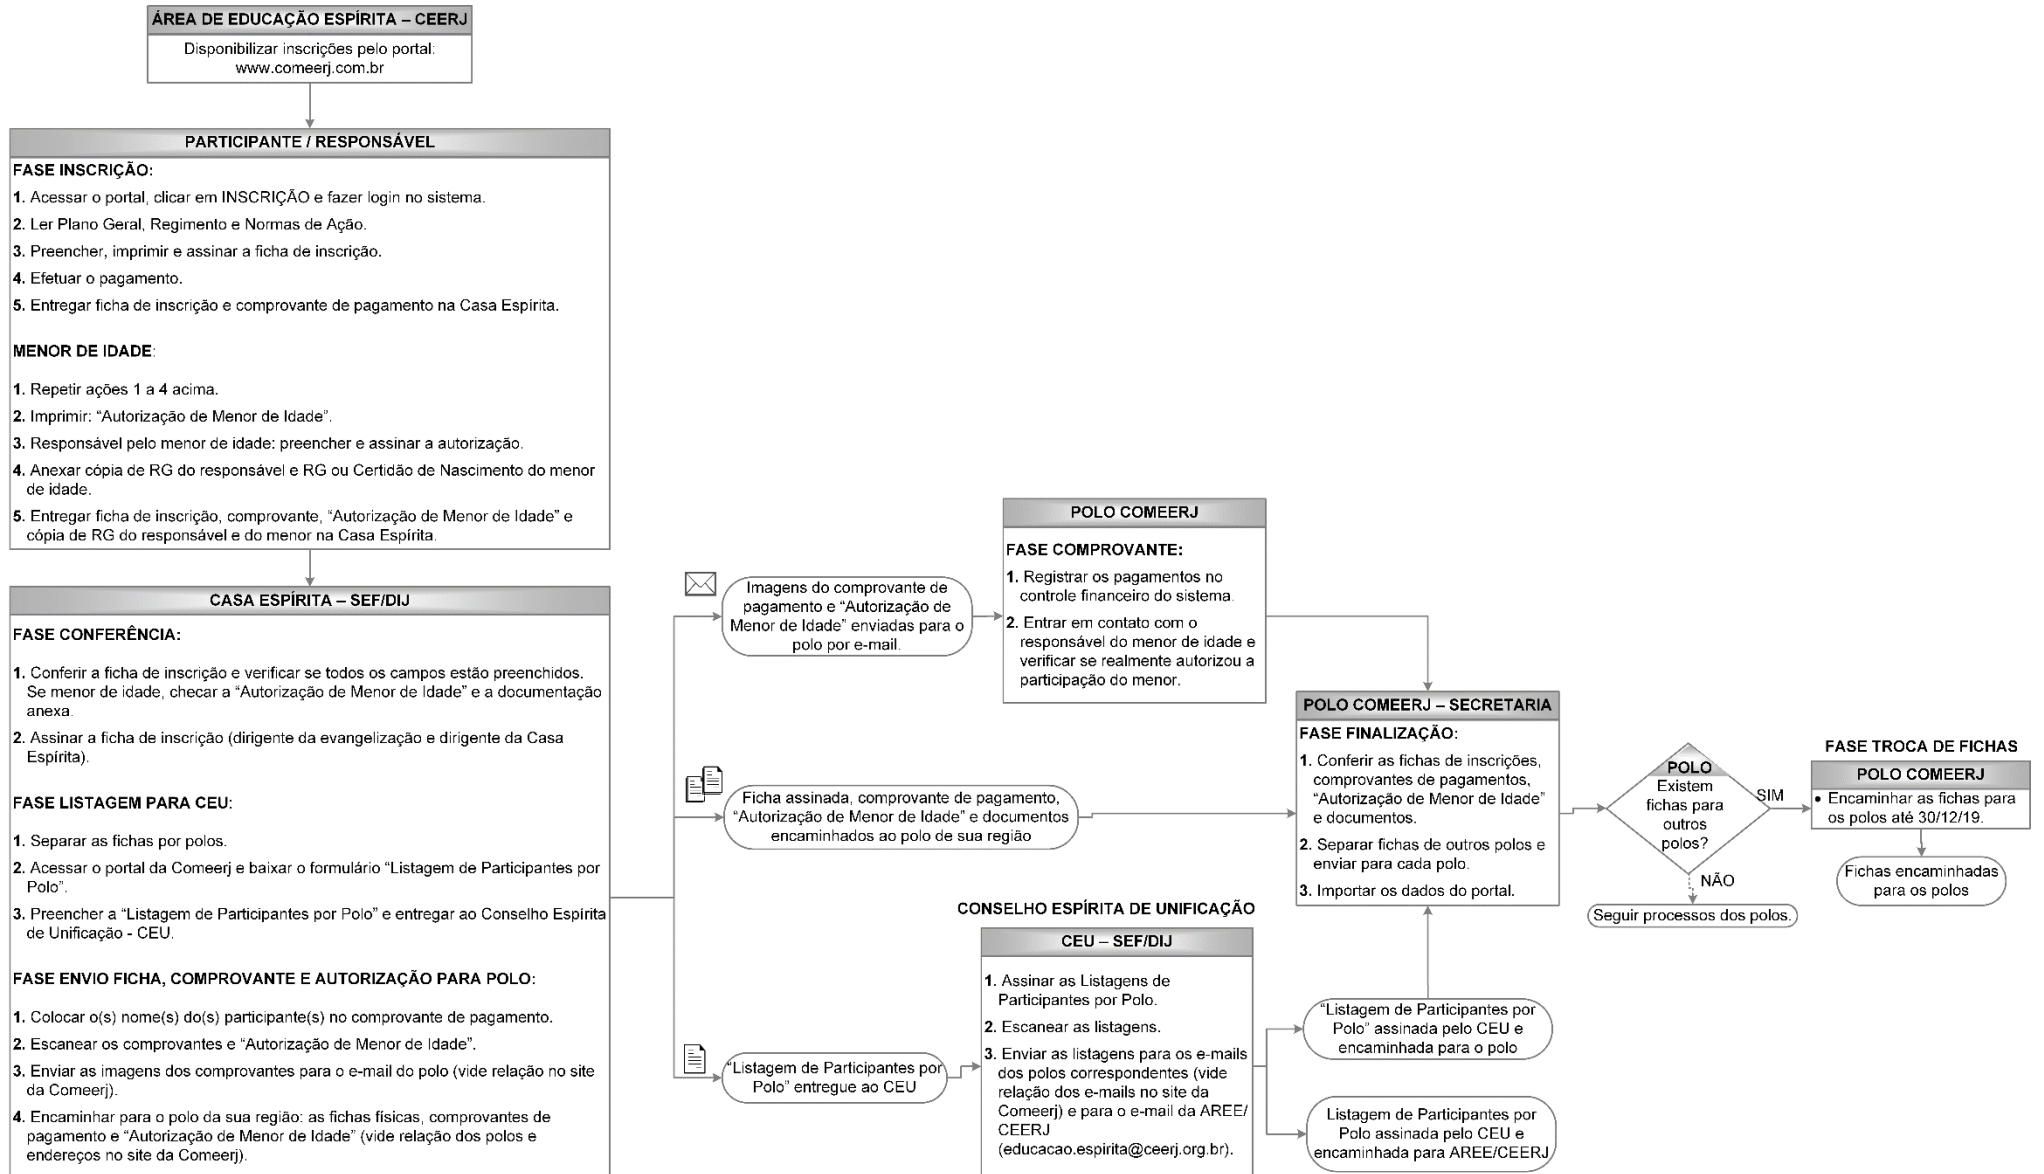 ÁREA DE EDUCAÇÃO ESPÍRITA – CEERJ
Disponibilizar inscrições pelo portal:
www.comeerj.com.br
PARTICIPANTE / RESPONSÁVEL
FASE INSCRIÇÃO:
1. Acessar o portal, clicar em INSCRIÇÃO e fazer login no sistema.
2. Ler Plano Geral, Regimento e Normas de Ação.
3. Preencher, imprimir e assinar a ficha de inscrição.
4. Efetuar o pagamento.
5. Entregar ficha de inscrição e comprovante de pagamento na Casa Espírita.
MENOR DE IDADE:
1. Repetir ações 1 a 4 acima.
2. Imprimir: “Autorização de Menor de Idade”.
3. Responsável pelo menor de idade: preencher e assinar a autorização.
4. Anexar cópia de RG do responsável e RG ou Certidão de Nascimento do menor
de idade.
5. Entregar ficha de inscrição, comprovante, “Autorização de Menor de Idade” e
cópia de RG do responsável e do menor na Casa Espírita.
CASA ESPÍRITA – SEF/DIJ
FASE CONFERÊNCIA:
1. Conferir a ficha de inscrição e verificar se todos os campos estão preenchidos.
Se menor de idade, checar a “Autorização de Menor de Idade” e a documentação
anexa.
2. Assinar a ficha de inscrição (dirigente da evangelização e dirigente da Casa
Espírita).
FASE LISTAGEM PARA CEU:
1. Separar as fichas por polos.
2. Acessar o portal da Comeerj e baixar o formulário “Listagem de Participantes por
Polo”.
3. Preencher a “Listagem de Participantes por Polo” e entregar ao Conselho Espírita
de Unificação - CEU.
FASE ENVIO FICHA, COMPROVANTE E AUTORIZAÇÃO PARA POLO:
1. Colocar o(s) nome(s) do(s) participante(s) no comprovante de pagamento.
2. Escanear os comprovantes e “Autorização de Menor de Idade”.
3. Enviar as imagens dos comprovantes para o e-mail do polo (vide relação no site
da Comeerj).
4. Encaminhar para o polo da sua região: as fichas físicas, comprovantes de
pagamento e “Autorização de Menor de Idade” (vide relação dos polos e
endereços no site da Comeerj).
Imagens do comprovante de
pagamento e “Autorização de
Menor de Idade” enviadas para o
polo por e-mail.
POLO COMEERJ
FASE COMPROVANTE:
1. Registrar os pagamentos no
controle financeiro do sistema.
2. Entrar em contato com o
responsável do menor de idade e
verificar se realmente autorizou a
participação do menor.
Ficha assinada, comprovante de pagamento,
“Autorização de Menor de Idade” e documentos
encaminhados ao polo de sua região
“Listagem de Participantes por
Polo” entregue ao CEU
CONSELHO ESPÍRITA DE UNIFICAÇÃO
CEU – SEF/DIJ
1. Assinar as Listagens de
Participantes por Polo.
2. Escanear as listagens.
3. Enviar as listagens para os e-mails
dos polos correspondentes (vide
relação dos e-mails no site da
Comeerj) e para o e-mail da AREE/
CEERJ
(educacao.espirita@ceerj.org.br).
“Listagem de Participantes por
Polo” assinada pelo CEU e
encaminhada para o polo
Listagem de Participantes por
Polo assinada pelo CEU e
encaminhada para AREE/CEERJ
POLO COMEERJ – SECRETARIA
FASE FINALIZAÇÃO:
1. Conferir as fichas de inscrições,
comprovantes de pagamentos,
“Autorização de Menor de Idade”
e documentos.
2. Separar fichas de outros polos e
enviar para cada polo.
3. Importar os dados do portal.
POLO
Existem
fichas para
outros
polos?
SIM
NÃO
Seguir processos dos polos.
FASE TROCA DE FICHAS
POLO COMEERJ
• Encaminhar as fichas para
os polos até 30/12/19.
Fichas encaminhadas
para os polos